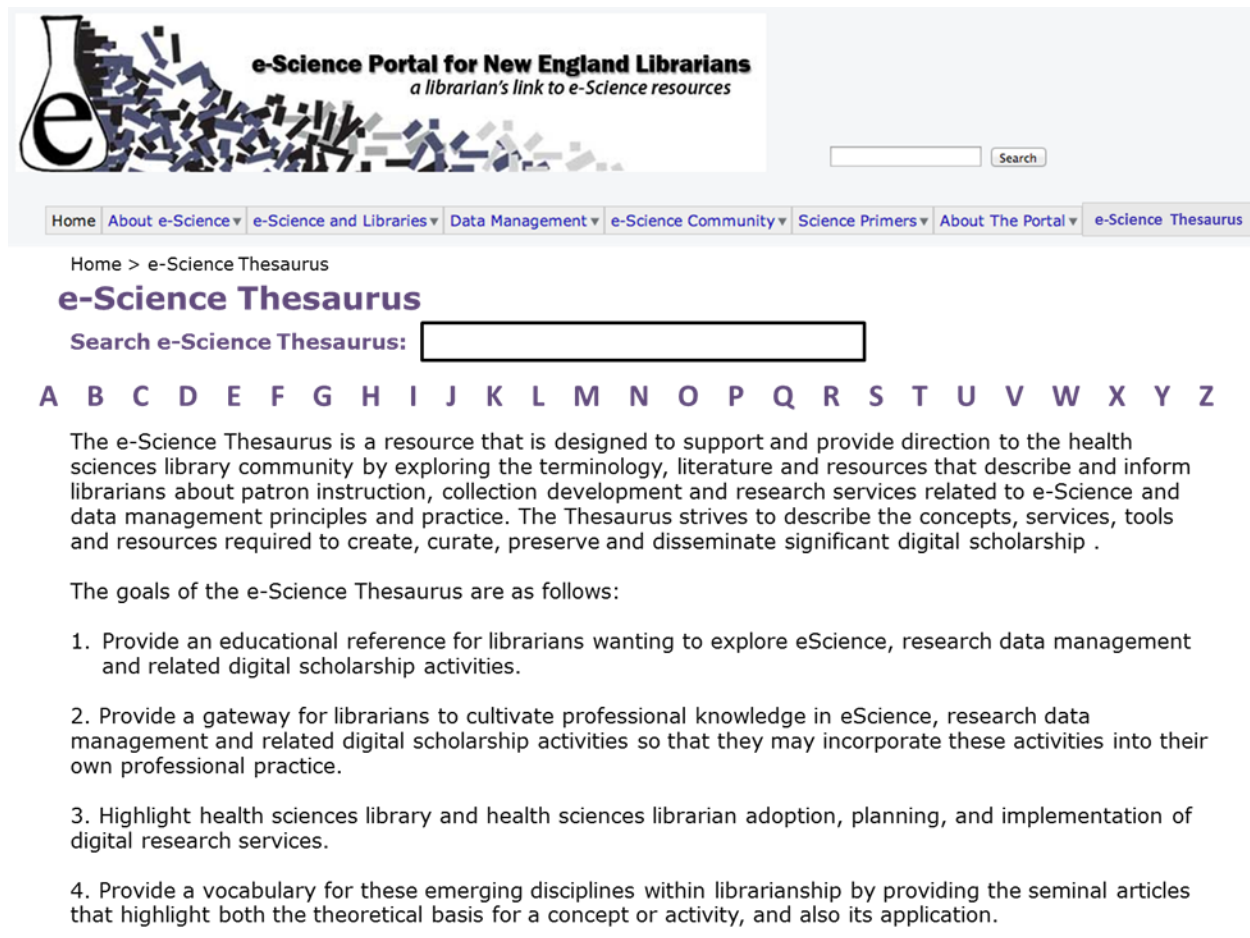 e
e-Science Portal for New England Librarians
a librarian's link to e-Science resources
Search
Home About e-Science e-Science and Libraries Data Management e-Science Community Science Primers About The Portal e-Science Thesaurus
Home > e-Science Thesaurus
e-Science Thesaurus
Search e-Science Thesaurus:
A B C D E F G H I J K L M N O P Q R S T U V W X Y Z
The e-Science Thesaurus is a resource that is designed to support and provide direction to the health
sciences library community by exploring the terminology, literature and resources that describe and inform
librarians about patron instruction, collection development and research services related to e-Science and
data management principles and practice. The Thesaurus strives to describe the concepts, services, tools
and resources required to create, curate, preserve and disseminate significant digital scholarship .
The goals of the e-Science Thesaurus are as follows:
1. Provide an educational reference for librarians wanting to explore eScience, research data management
and related digital scholarship activities.
2. Provide a gateway for librarians to cultivate professional knowledge in eScience, research data
management and related digital scholarship activities so that they may incorporate these activities into their
own professional practice.
3. Highlight health sciences library and health sciences librarian adoption, planning, and implementation of
digital research services.
4. Provide a vocabulary for these emerging disciplines within librarianship by providing the seminal articles
that highlight both the theoretical basis for a concept or activity, and also its application.